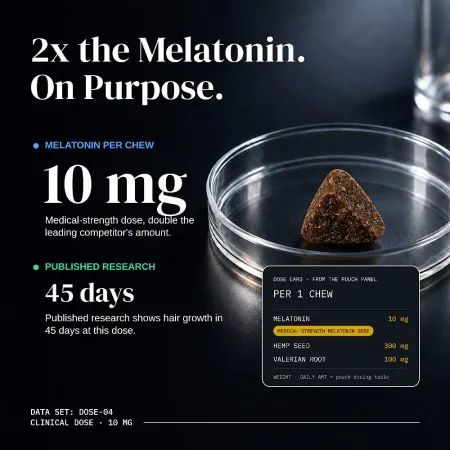 2x the Melatonin.
On Purpose.
MELATONIN PER CHEW
10 mg
Medical-strength dose, double the
leading competitor's amount.
PUBLISHED RESEARCH
45 days
Published research shows hair growth in
45 days at this dose.
DOSE CARD · FROM THE POUCH PANEL
PER 1 CHEW
MELATONIN 10 mg
MEDICAL-STRENGTH MELATONIN DOSE
HEMP SEED 300 mg
VALERIAN ROOT 100 mg
WEIGHT · DAILY AMT = pouch dosing table
DATA SET: DOSE-04
CLINICAL DOSE · 10 MG